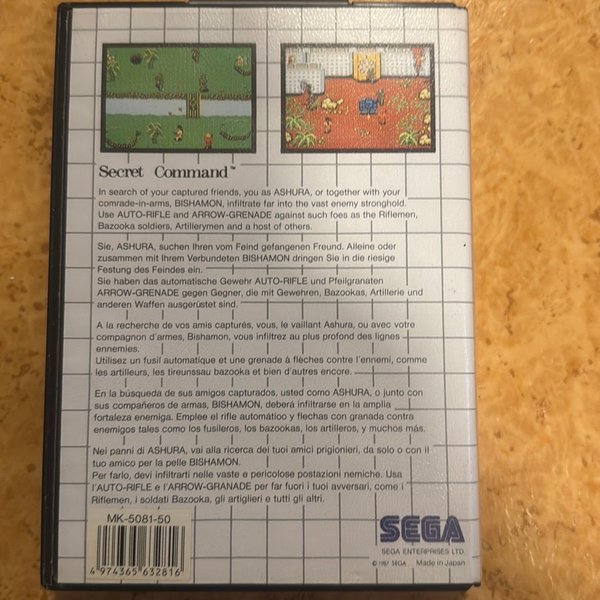 Secret Command™
In search of your captured friends, you as ASHURA, or together with your
comrade-in-arms, BISHAMON, infiltrate far into the vast enemy stronghold.
Use AUTO-RIFLE and ARROW-GRENADE against such foes as the Riflemen,
Bazooka soldiers, Artillerymen and a host of others.
Sie, ASHURA, suchen Ihren vom Feind gefangenen Freund. Alleine oder
zusammen mit Ihrem Verbundeten BISHAMON dringen Sie in die riesige
Festung des Feindes ein.
Sie haben das automatische Gewehr AUTO-RIFLE und Pfeilgranaten
ARROW-GRENADE gegen Gegner, die mit Gewehren, Bazookas, Artillerie und
anderen Waffen ausgerüstet sind.
A la recherche de vos amis capturés, vous, le vaillant Ashura, ou avec votre
compagnon d'armes, Bishamon, vous infiltrez au plus profond des lignes
ennemies.
Utilisez un fusil automatique et une grenade à flèches contre l'ennemi, comme
les artilleurs, les tireunssau bazooka et bien d'autres encore.
En la búsqueda de sus amigos capturados, usted como ASHURA, o junto con
sus compañeros de armas, BISHAMON, deberá infiltrarse en la amplia
fortaleza enemiga. Emplee el rifle automático y flechas con granada contra
enemigos tales como los fusileros, los bazookas, los artilleros, y muchos más.
Nei panni di ASHURA, vai alla ricerca dei tuoi amici prigionieri, da solo o con il
tuo amico per la pelle BISHAMON.
Per farlo, devi infiltrarti nelle vaste e pericolose postazioni nemiche. Usa
l'AUTO-RIFLE e l'ARROW-GRANADE per far fuori i tuoi avversari, come i
Riflemen, i soldati Bazooka, gli artiglieri e tutti gli altri.
MK-5081-50
4 974365 632816
SEGA
SEGA ENTERPRISES LTD.
© 1987 SEGA Made in Japan